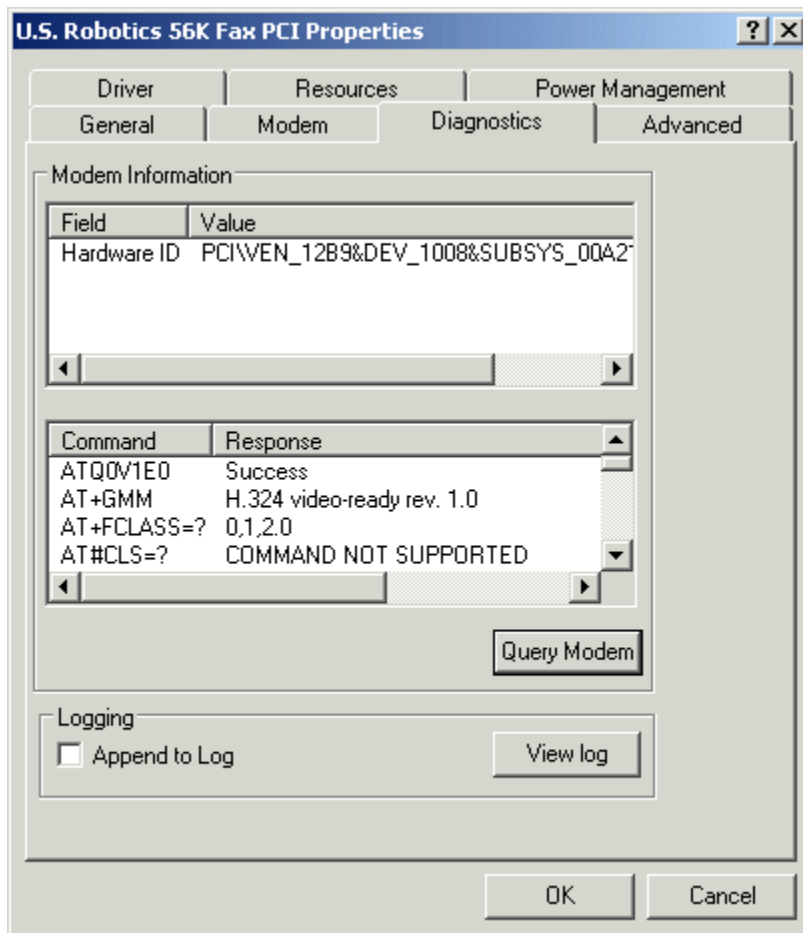 U.S. Robotics 56K Fax PCI Properties
Driver Resources Power Management
General Modem Diagnostics Advanced
Modem Information
Field Value
Hardware ID PCI\VEN_12B9&DEV_1008&SUBSYS_00A2
Command Response
ATQ0V1E0 Success
AT+GMM H.324 video-ready rev. 1.0
AT+FCLASS=? 0,1,2.0
AT#CLS=? COMMAND NOT SUPPORTED
Query Modem
Logging
Append to Log View log
OK Cancel